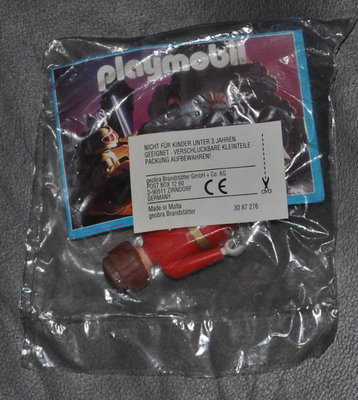 playmobil
NICHT FÜR KINDER UNTER 3 JAHREN
GEEIGNET - VERSCHLUCKBARE KLEINTEILE
PACKUNG AUFBEWAHREN!
geobra Brandstätter GmbH + Co. KG
POST BOX 12 60
D-90511 ZIRNDORF
GERMANY
CE
Made in Malta
geobra Brandstätter
30 87 276